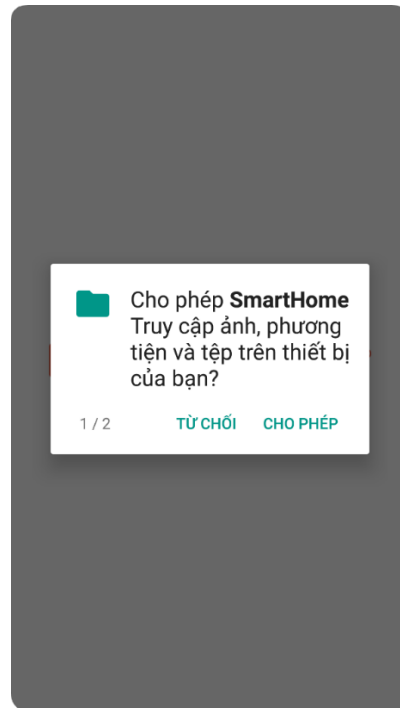 Cho phép SmartHome
Truy cập ảnh, phương
tiện và tệp trên thiết bị
của bạn?
1 / 2
TỪ CHỐI
CHO PHÉP